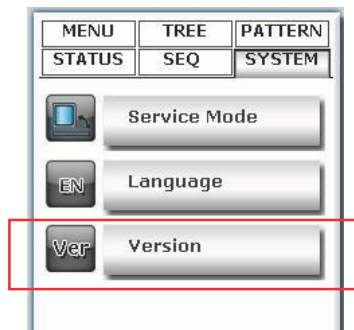 MENU TREE PATTERN
STATUS SEQ SYSTEM
Service Mode
EN Language
Ver Version